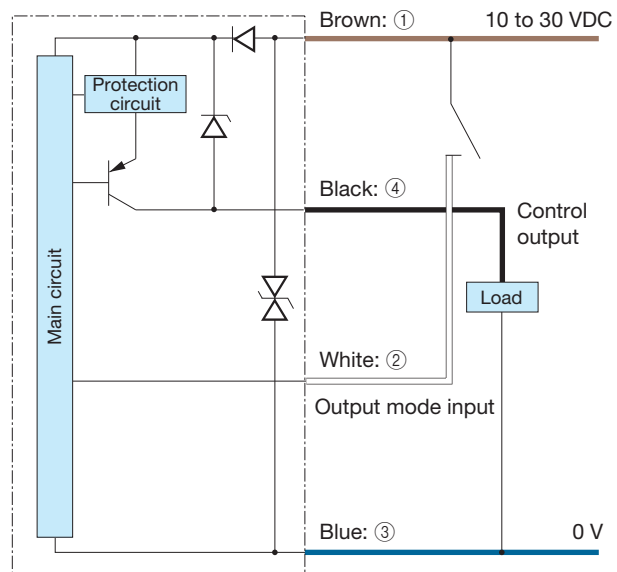 Brown: ① 10 to 30 VDC
Protection
circuit
Black: ④
Control
output
Main circuit
Load
White: ②
Output mode input
Blue: ③ 0 V